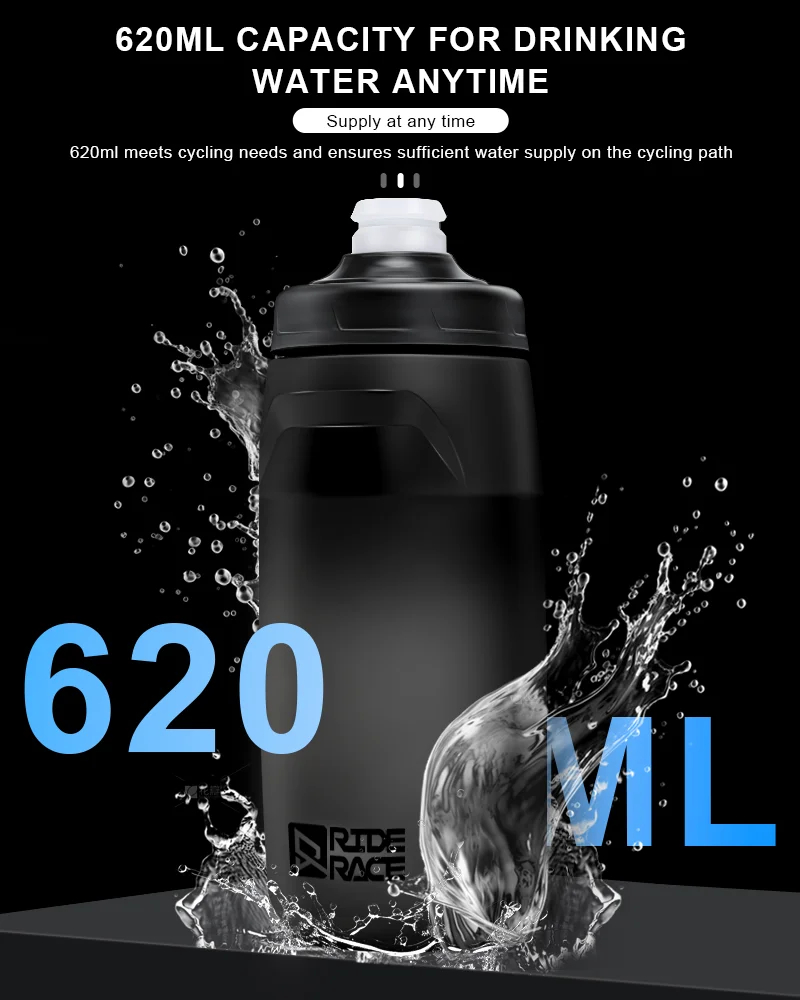 620ML CAPACITY FOR DRINKING
WATER ANYTIME
Supply at any time
620ml meets cycling needs and ensures sufficient water supply on the cycling path
620
ML
RIDE
RACE